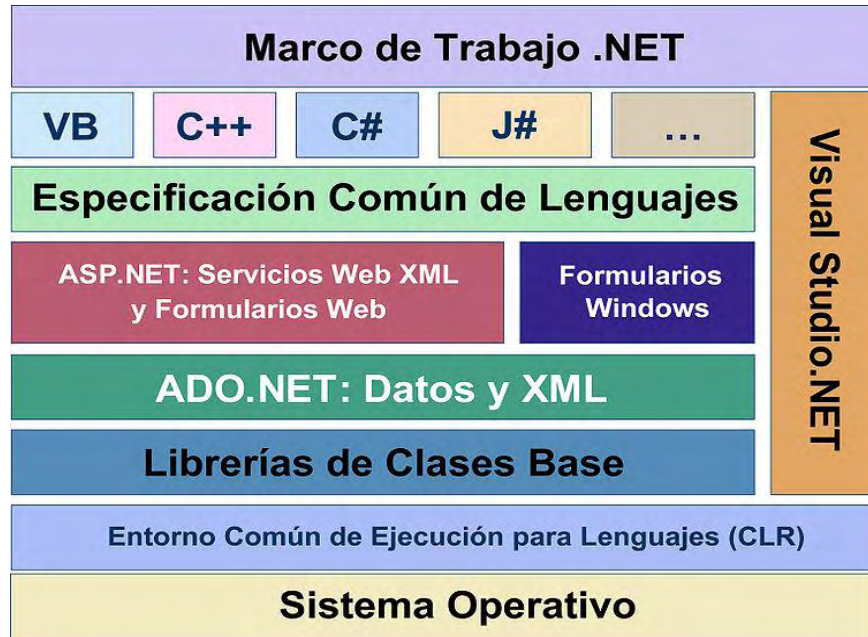 Marco de Trabajo .NET
VB
C++
C#
J#
...
Visual Studio.NET
Especificación Común de Lenguajes
ASP.NET: Servicios Web XML
y Formularios Web
Formularios
Windows
ADO.NET: Datos y XML
Librerías de Clases Base
Entorno Común de Ejecución para Lenguajes (CLR)
Sistema Operativo